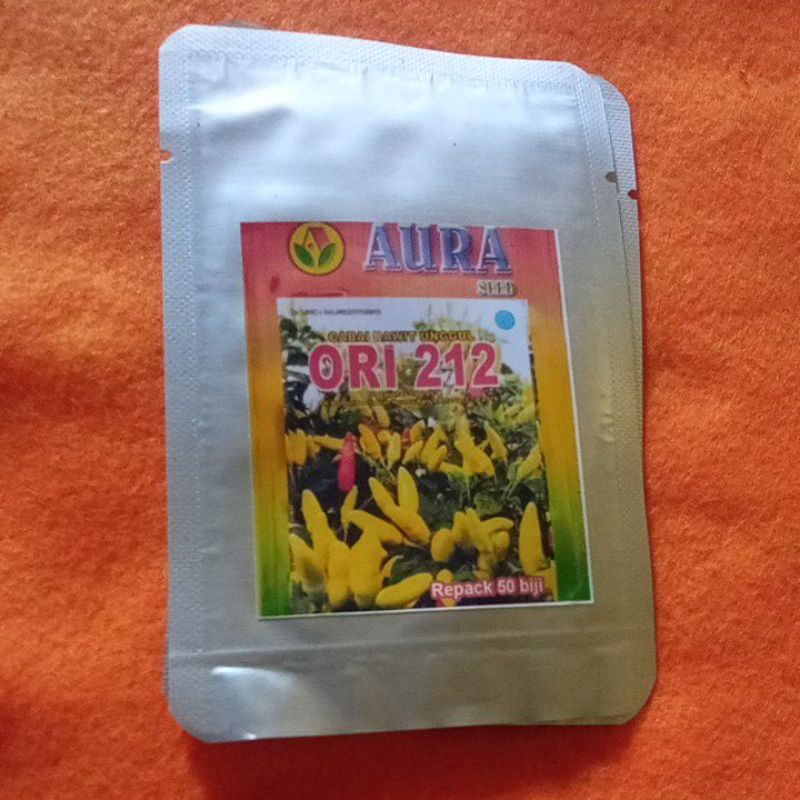 AURA
SEED
CABAI RAWIT UNGGUL
ORI 212
Repack 50 biji